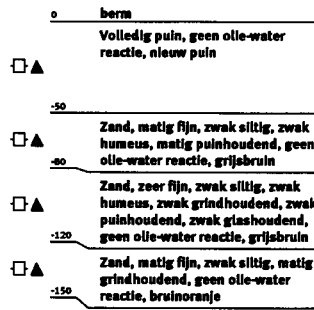 0 berm
Volledig puin, geen olie-water
reactie, nieuw puin
-50
Zand, matig fijn, zwak siltig, zwak
humeus, matig puinhoudend, geen
-80 olie-water reactie, grijsbruin
Zand, zeer fijn, zwak siltig, zwak
humeus, zwak grindhoudend, zwak
puinhoudend, zwak glashoudend,
-120 geen olie-water reactie, grijsbruin
Zand, matig fijn, zwak siltig, matig
grindhoudend, geen olie-water
-150 reactie, bruinoranje